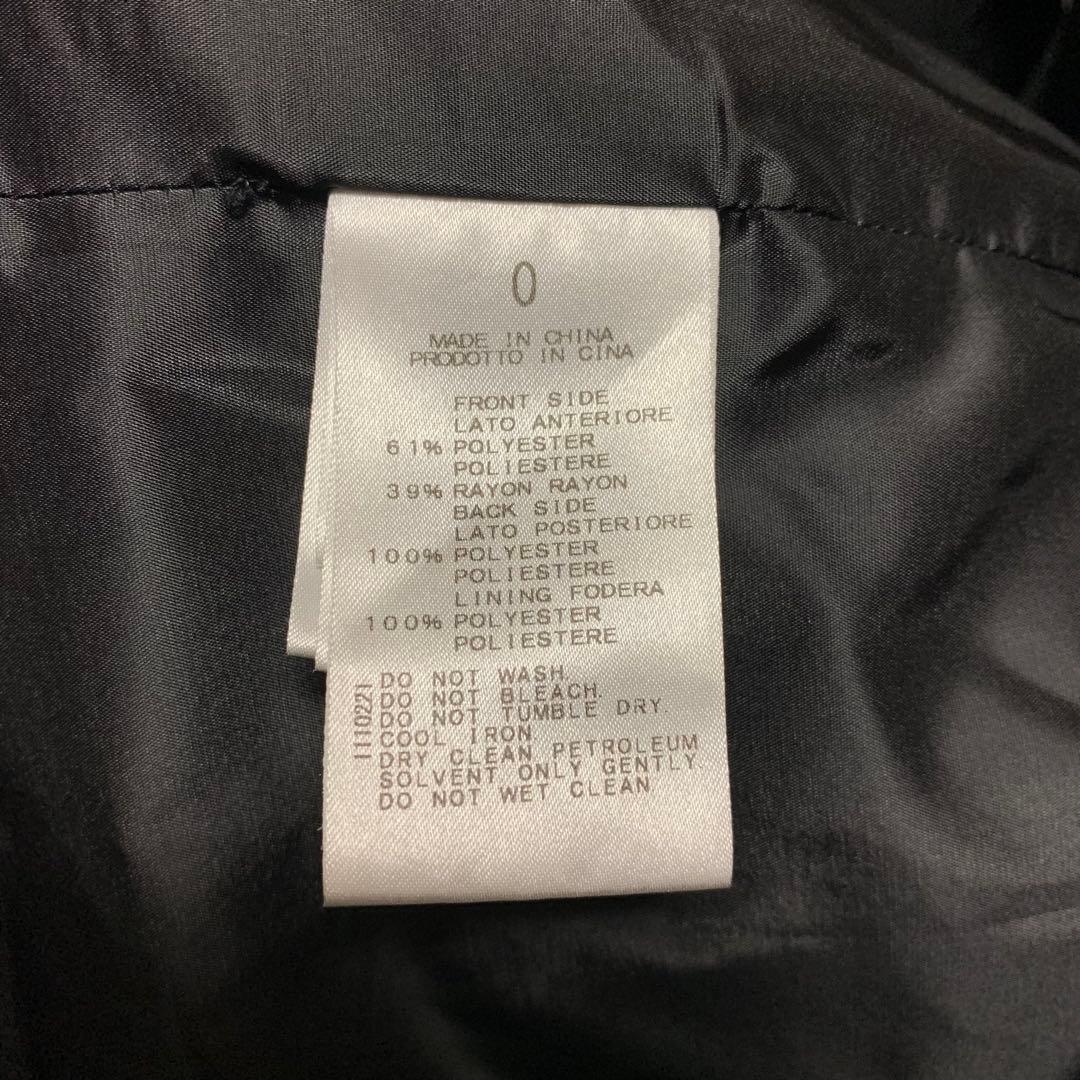 0
MADE IN CHINA
PRODOTTO IN CINA
FRONT SIDE
LATO ANTERIORE
61% POLYESTER
POLIESTERE
39% RAYON RAYON
BACK SIDE
LATO POSTERIORE
100% POLYESTER
POLIESTERE
LINING FODERA
100% POLYESTER
POLIESTERE
DO NOT WASH.
DO NOT BLEACH.
DO NOT TUMBLE DRY.
COOL IRON
DRY CLEAN, PETROLEUM
SOLVENT ONLY GENTLY
DO NOT WET CLEAN
1110221